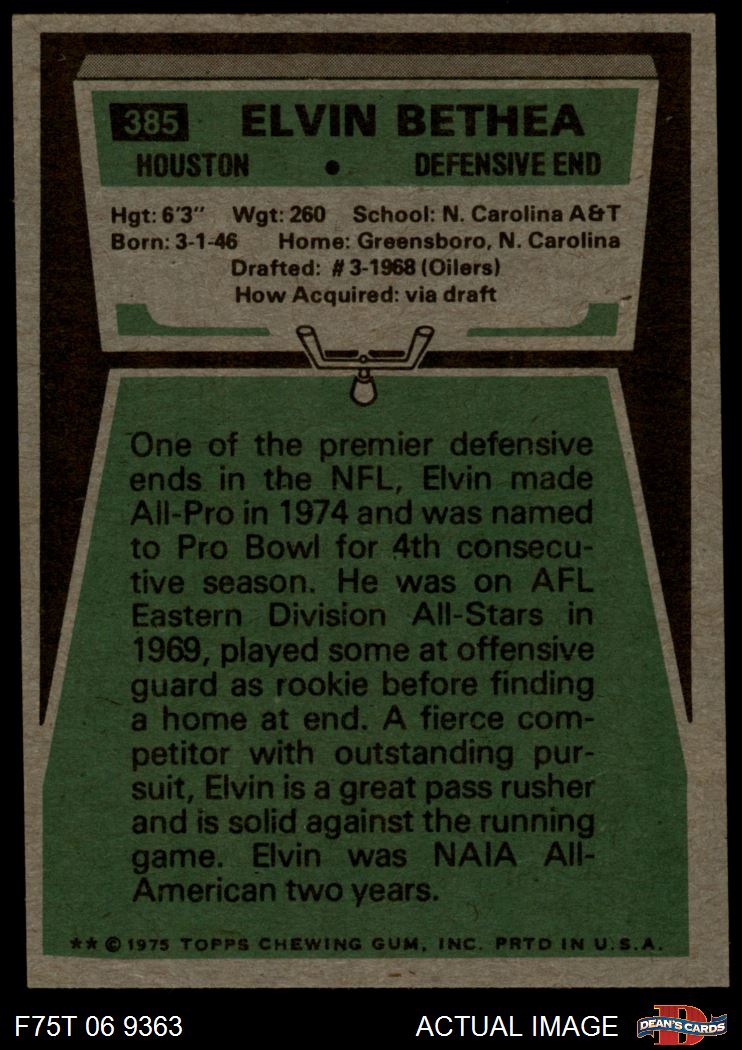 385 ELVIN BETHEA
HOUSTON • DEFENSIVE END
Hgt: 6'3" Wgt: 260 School: N. Carolina A&T
Born: 3-1-46 Home: Greensboro, N. Carolina
Drafted: #3-1968 (Oilers)
How Acquired: via draft
One of the premier defensive
ends in the NFL, Elvin made
All-Pro in 1974 and was named
to Pro Bowl for 4th consecu-
tive season. He was on AFL
Eastern Division All-Stars in
1969, played some at offensive
guard as rookie before finding
a home at end. A fierce com-
petitor with outstanding pur-
suit, Elvin is a great pass rusher
and is solid against the running
game. Elvin was NAIA All-
American two years.
**©1975 TOPPS CHEWING GUM, INC. PRTD IN U.S.A.
F75T 06 9363 ACTUAL IMAGE DEAN'S CARDS